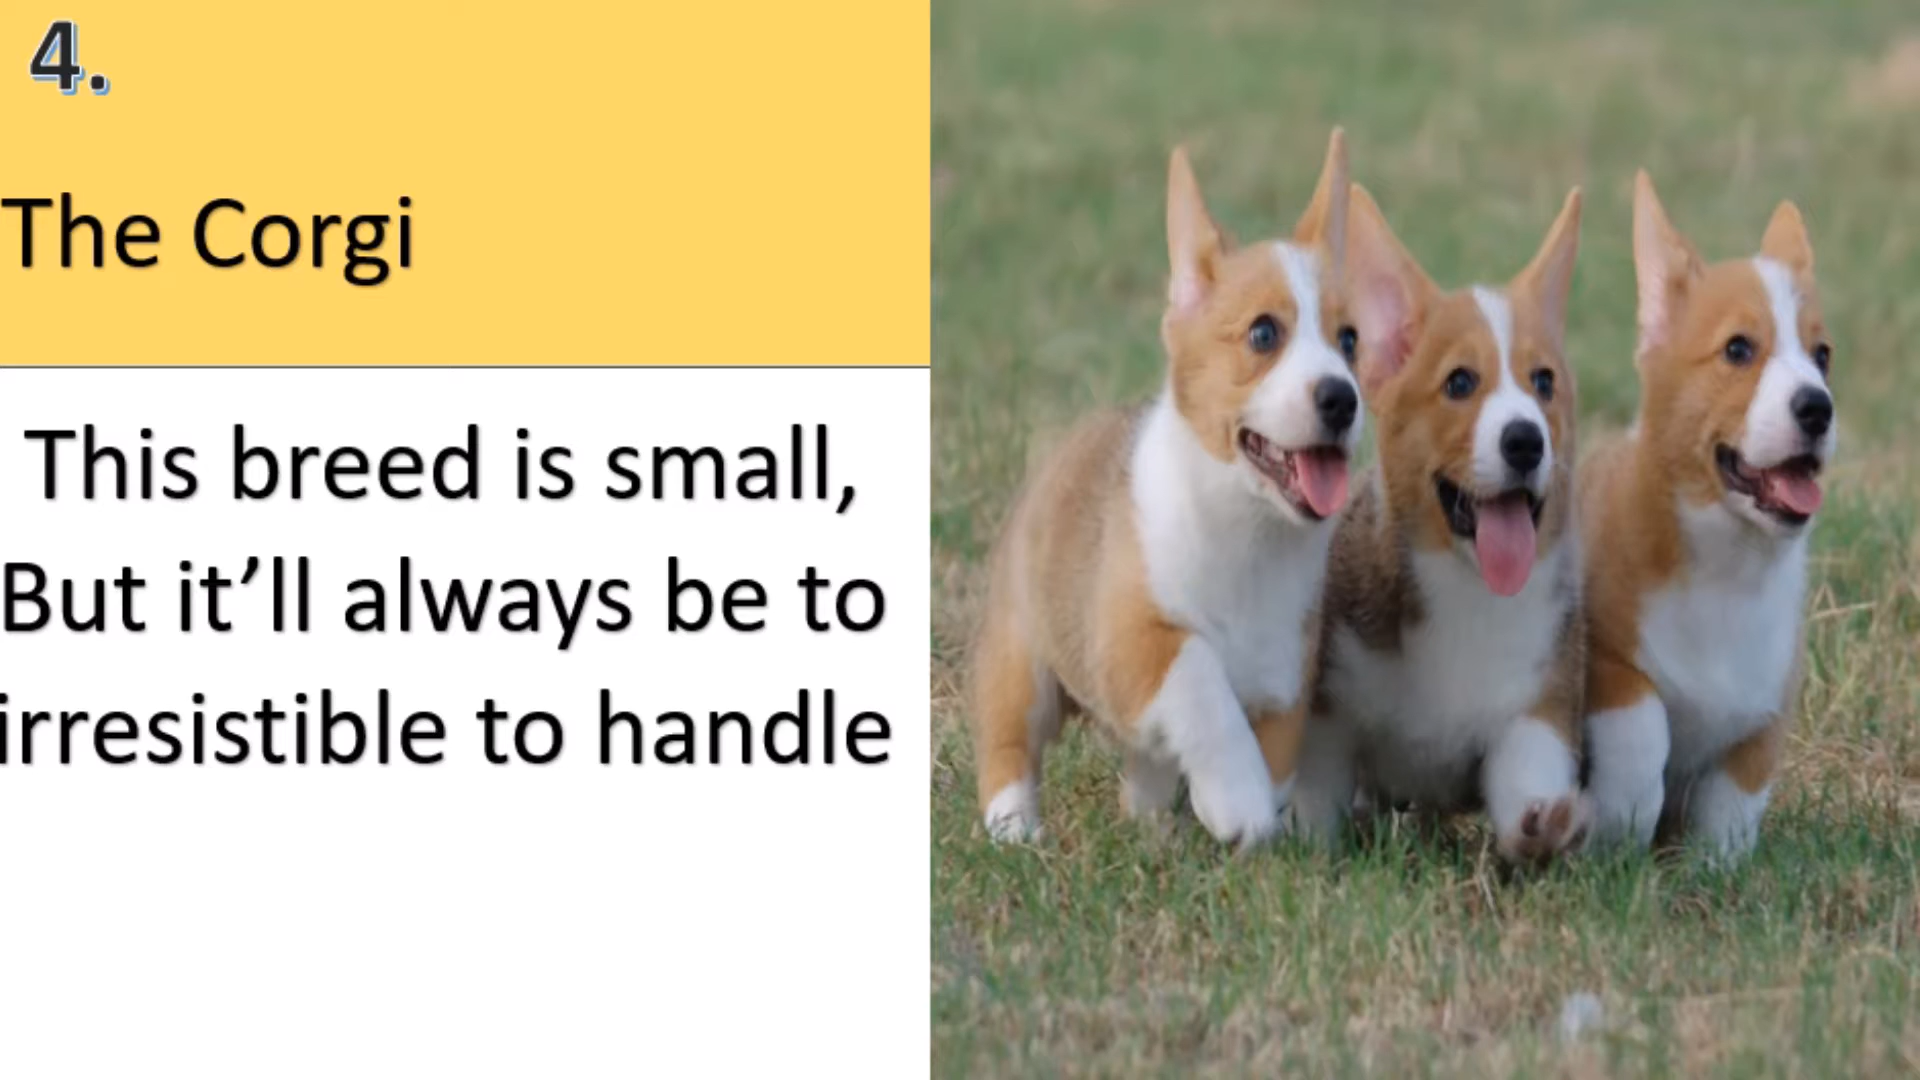 4.
The Corgi
This breed is small,
But it’ll always be to
irresistible to handle